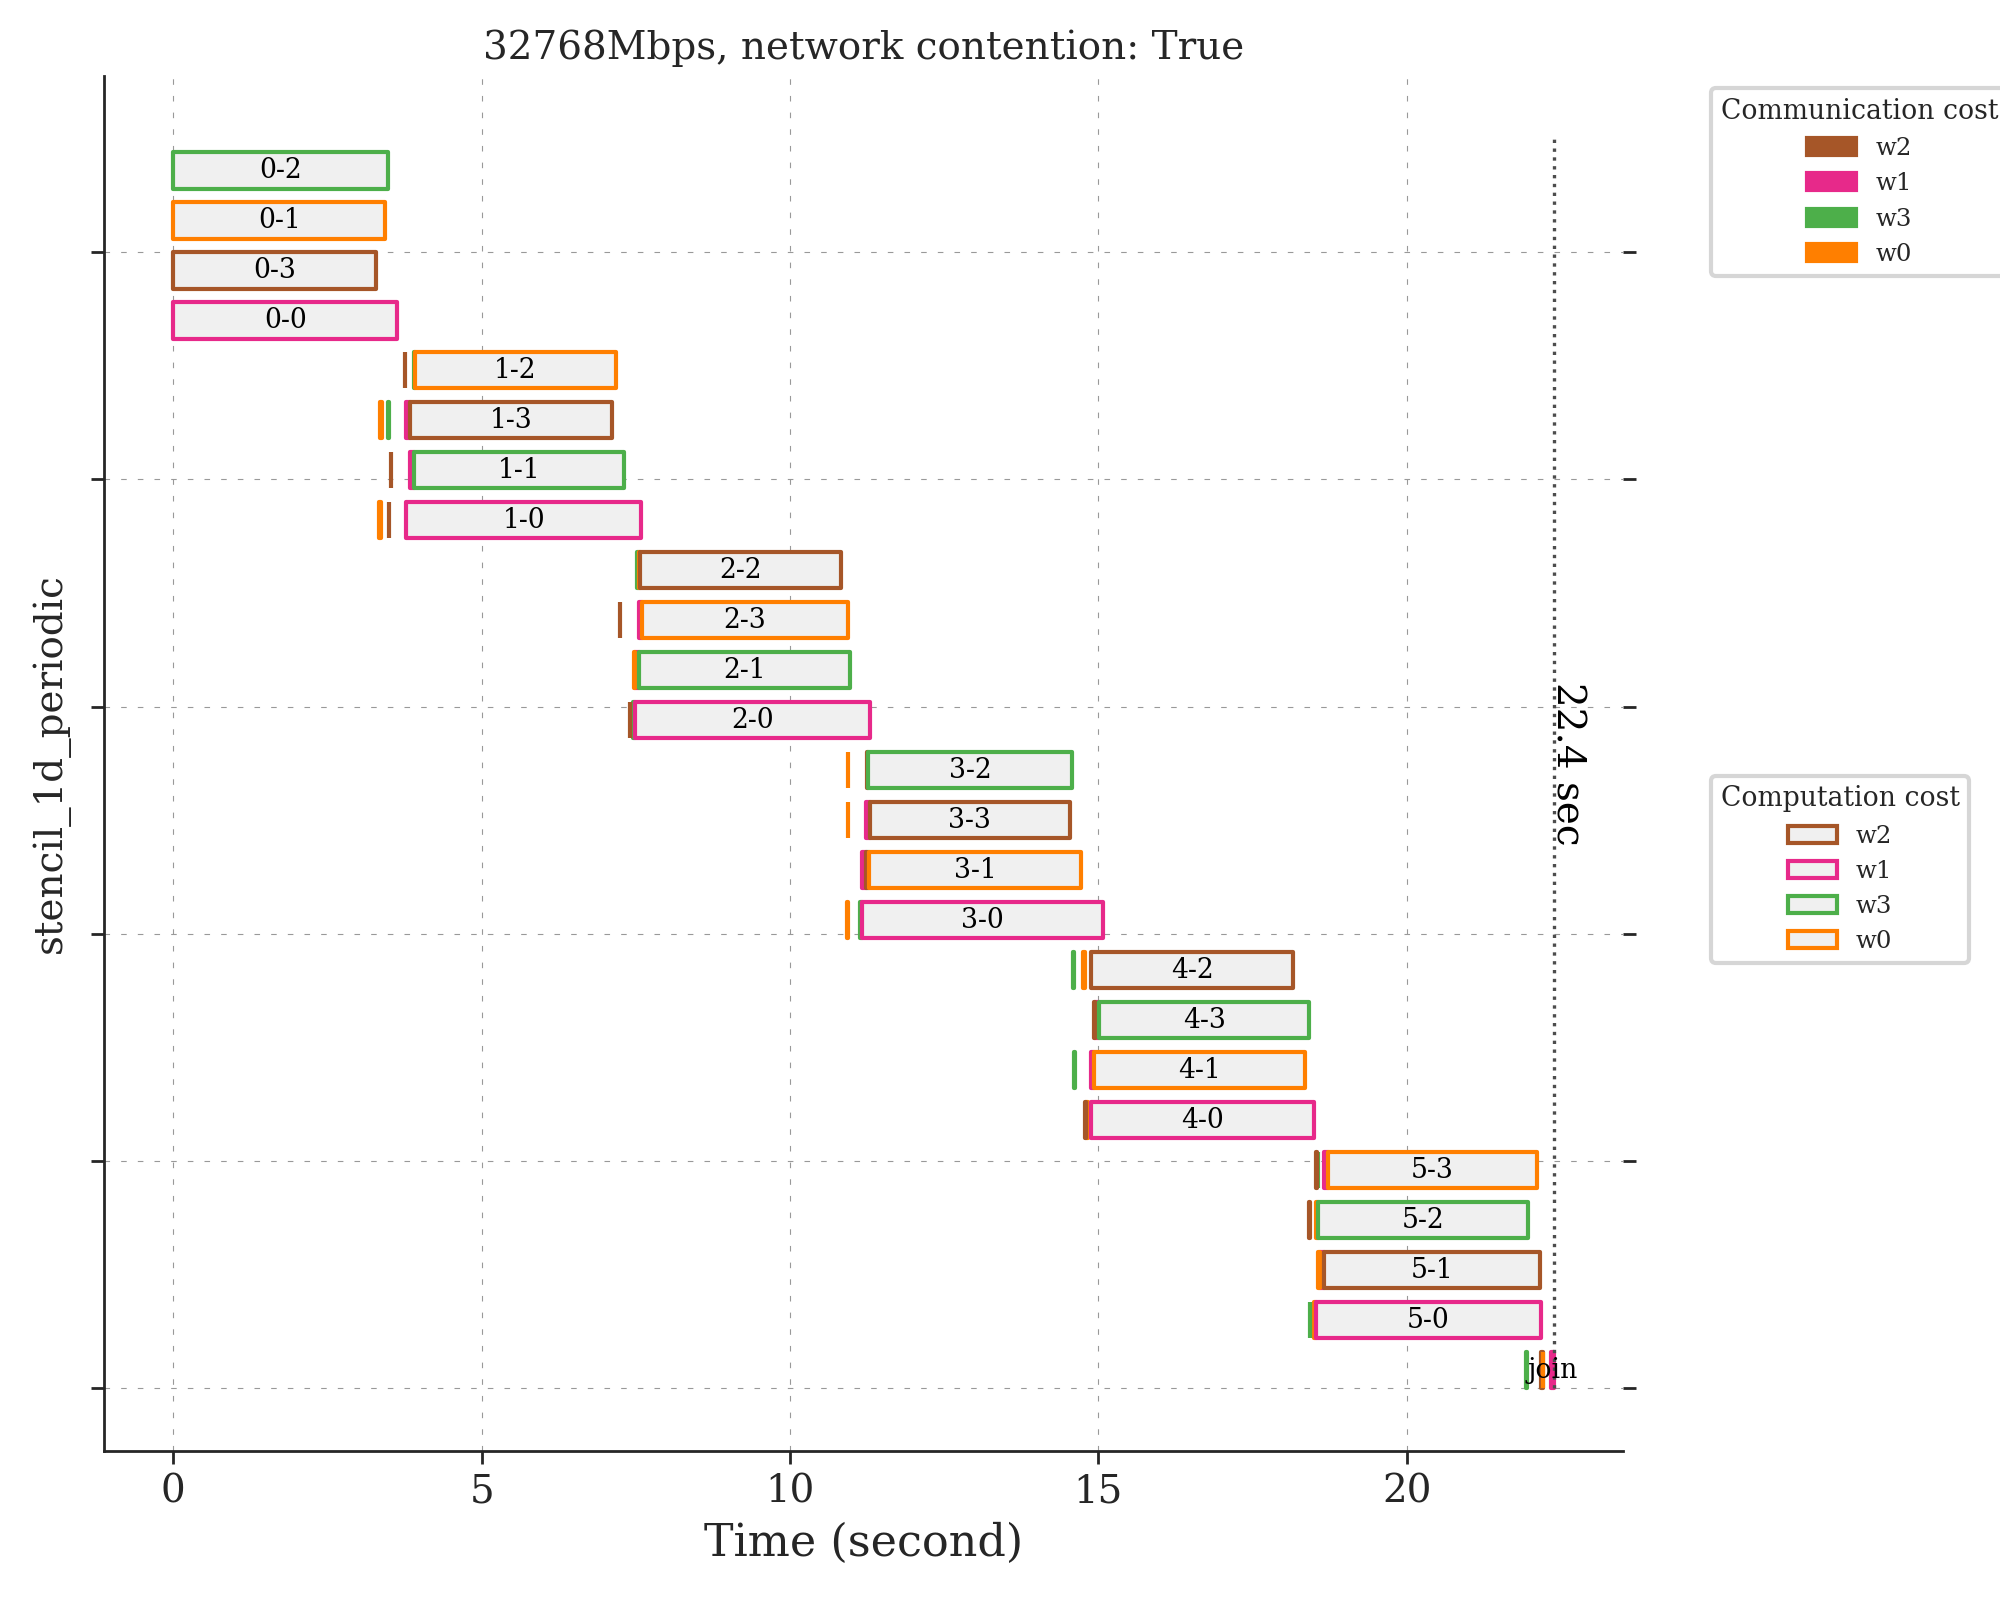 32768Mbps, network contention: True
Communication cost
w2
w1
w3
w0
0-2
0-1
0-3
0-0
1-2
1-3
1-1
1-0
2-2
2-3
2-1
2-0
3-2
3-3
3-1
3-0
4-2
4-3
4-1
4-0
5-3
5-2
5-1
5-0
join
22.4 sec
Computation cost
w2
w1
w3
w0
stencil_1d_periodic
0 5 10 15 20
Time (second)